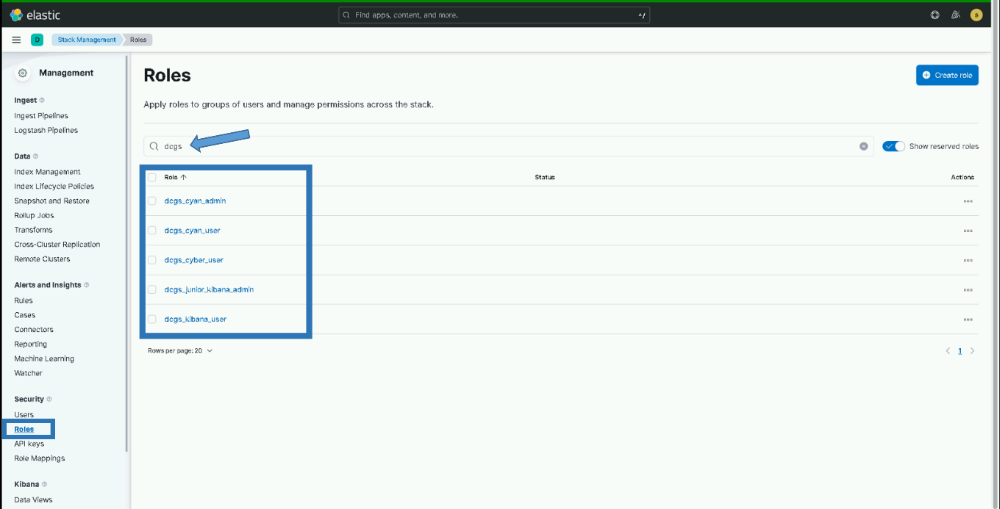 elastic
Find apps, content, and more.
^/
S
D
Stack Management
Roles
Management
Ingest
Ingest Pipelines
Logstash Pipelines
Data
Index Management
Index Lifecycle Policies
Snapshot and Restore
Rollup Jobs
Transforms
Cross-Cluster Replication
Remote Clusters
Alerts and Insights
Rules
Cases
Connectors
Reporting
Machine Learning
Watcher
Security
Users
Roles
API keys
Role Mappings
Kibana
Data Views
Roles
Create role
Apply roles to groups of users and manage permissions across the stack.
dcgs
Show reserved roles
Role ↑ Status Actions
dcgs_cyan_admin
dcgs_cyan_user
dcgs_cyber_user
dcgs_junior_kibana_admin
dcgs_kibana_user
Rows per page: 20
1